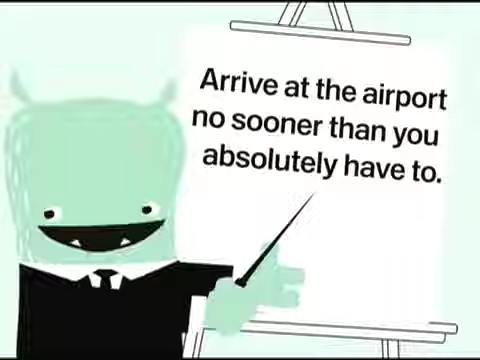 Arrive at the airport
no sooner than you
absolutely have to.